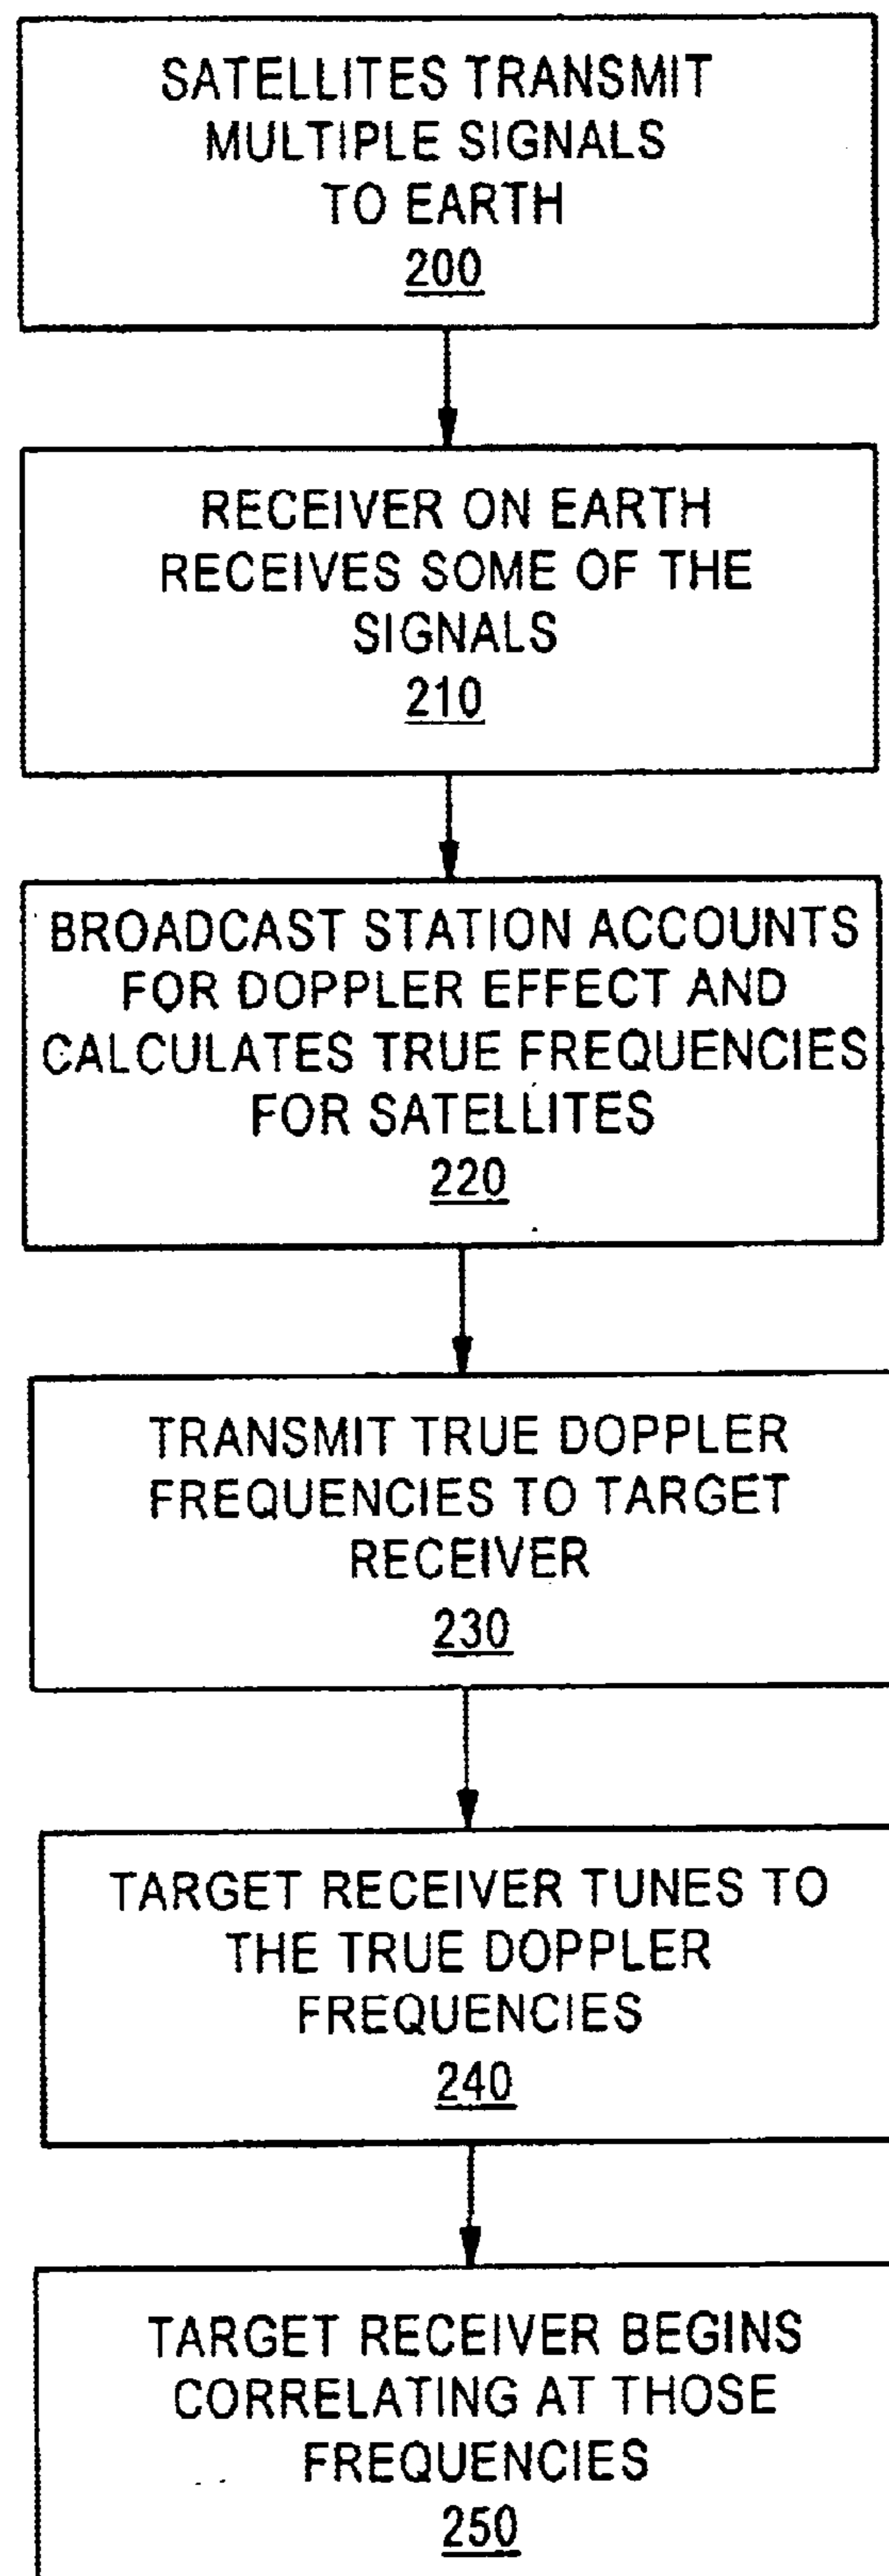 SATELLITES TRANSMIT
MULTIPLE SIGNALS
TO EARTH
200
RECEIVER ON EARTH
RECEIVES SOME OF THE
SIGNALS
210
BROADCAST STATION ACCOUNTS
FOR DOPPLER EFFECT AND
CALCULATES TRUE FREQUENCIES
FOR SATELLITES
220
TRANSMIT TRUE DOPPLER
FREQUENCIES TO TARGET
RECEIVER
230
TARGET RECEIVER TUNES TO
THE TRUE DOPPLER
FREQUENCIES
240
TARGET RECEIVER BEGINS
CORRELATING AT THOSE
FREQUENCIES
250